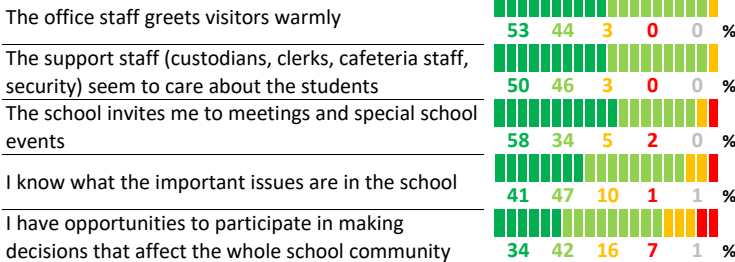 The office staff greets visitors warmly
53 44 3 0 0 %
The support staff (custodians, clerks, cafeteria staff,
security) seem to care about the students
50 46 3 0 0 %
The school invites me to meetings and special school
events
58 34 5 2 0 %
I know what the important issues are in the school
41 47 10 1 1 %
I have opportunities to participate in making
decisions that affect the whole school community
34 42 16 7 1 %